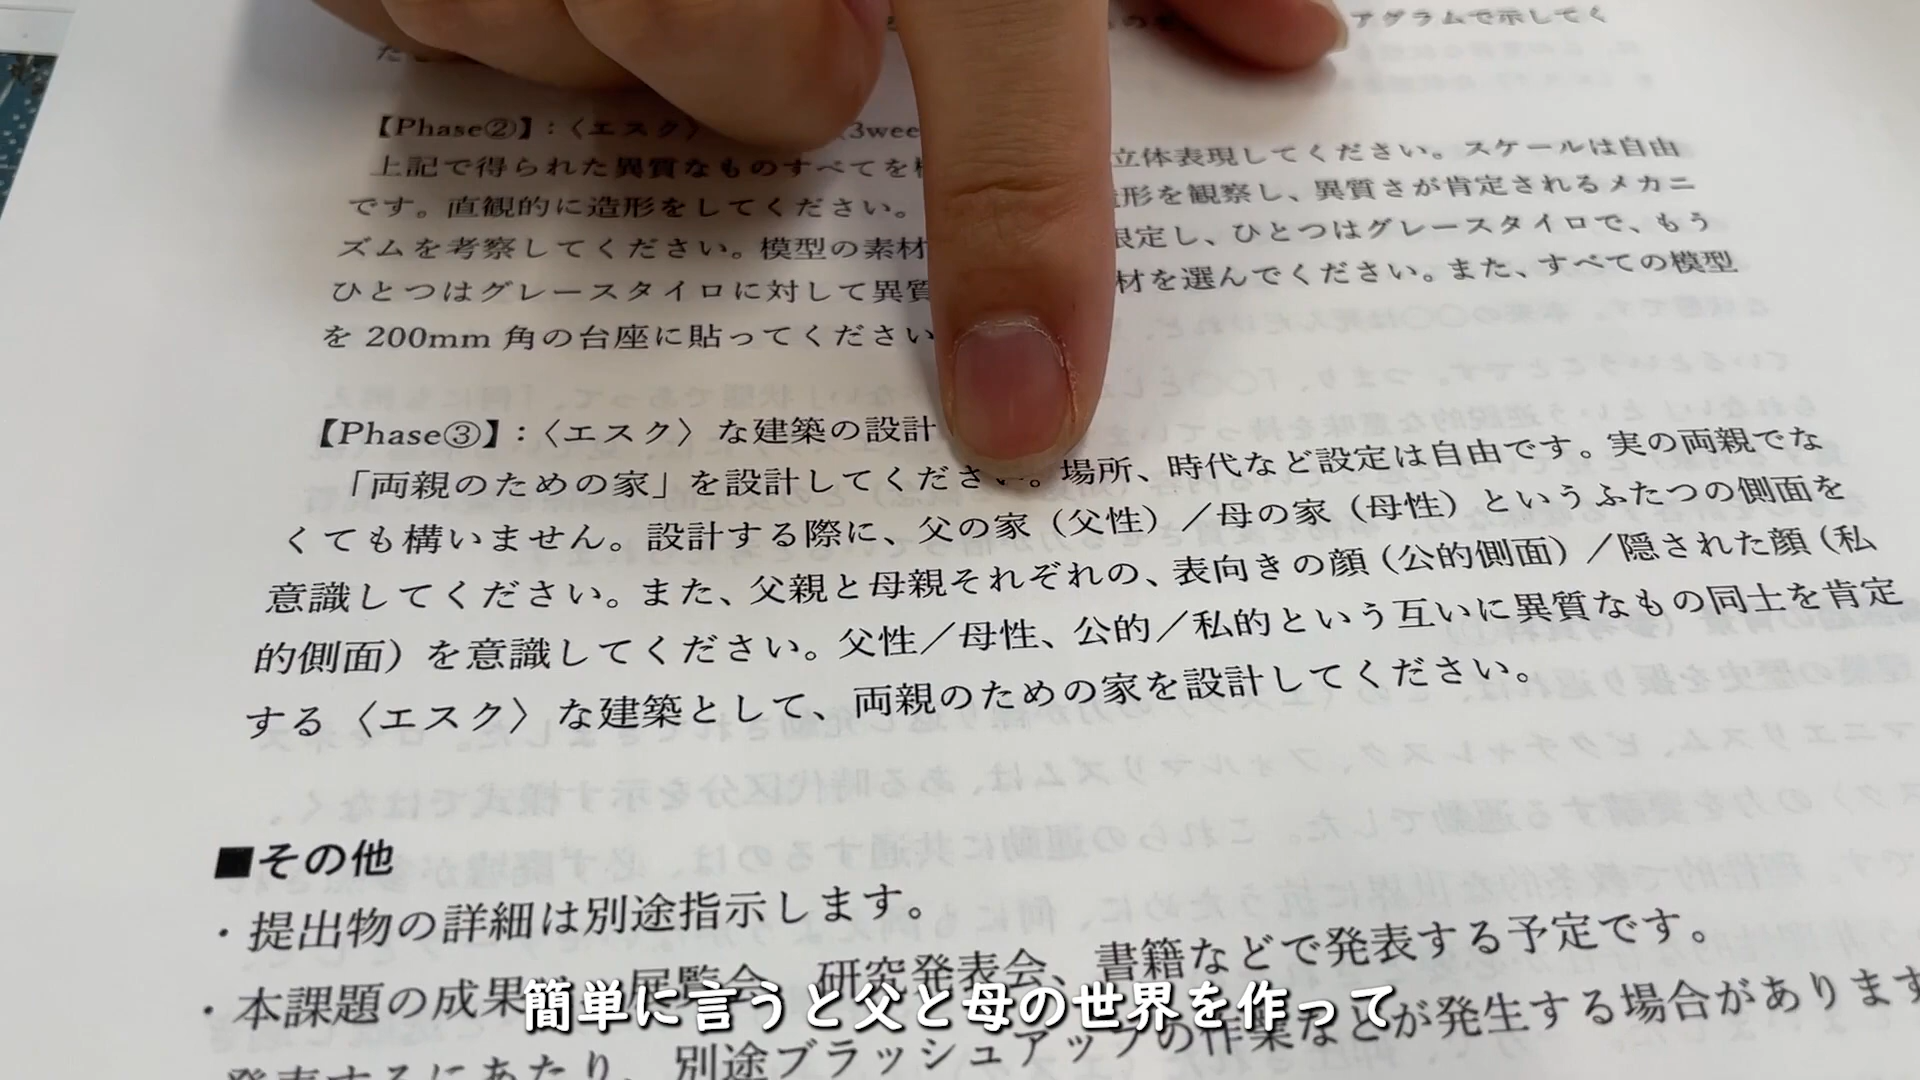 アグラムで示してく
【Phase②】:〈エスク〉
上記で得られた異質なものすべてを 立体表現してください。スケールは自由
です。直観的に造形をしてください。 形を観察し、異質さが肯定されるメカニ
ズムを考察してください。模型の素材 限定し、ひとつはグレースタイロで、もう
ひとつはグレースタイロに対して異質 材を選んでください。また、すべての模型
を 200mm 角の台座に貼ってください
【Phase③】:〈エスク〉な建築の設計
「両親のための家」を設計してください。場所、時代など設定は自由です。実の両親でな
くても構いません。設計する際に、父の家（父性）／母の家（母性）というふたつの側面を
意識してください。また、父親と母親それぞれの、表向きの顔（公的側面）／隠された顔（私
的側面）を意識してください。父性／母性、公的／私的という互いに異質なもの同士を肯定
する〈エスク〉な建築として、両親のための家を設計してください。
■その他
・提出物の詳細は別途指示します。
・本課題の成果 展覧会、研究発表会、書籍などで発表する予定です。
発表するにあたり、別途ブラッシュアップの作業などが発生する場合があります
簡単に言うと父と母の世界を作って